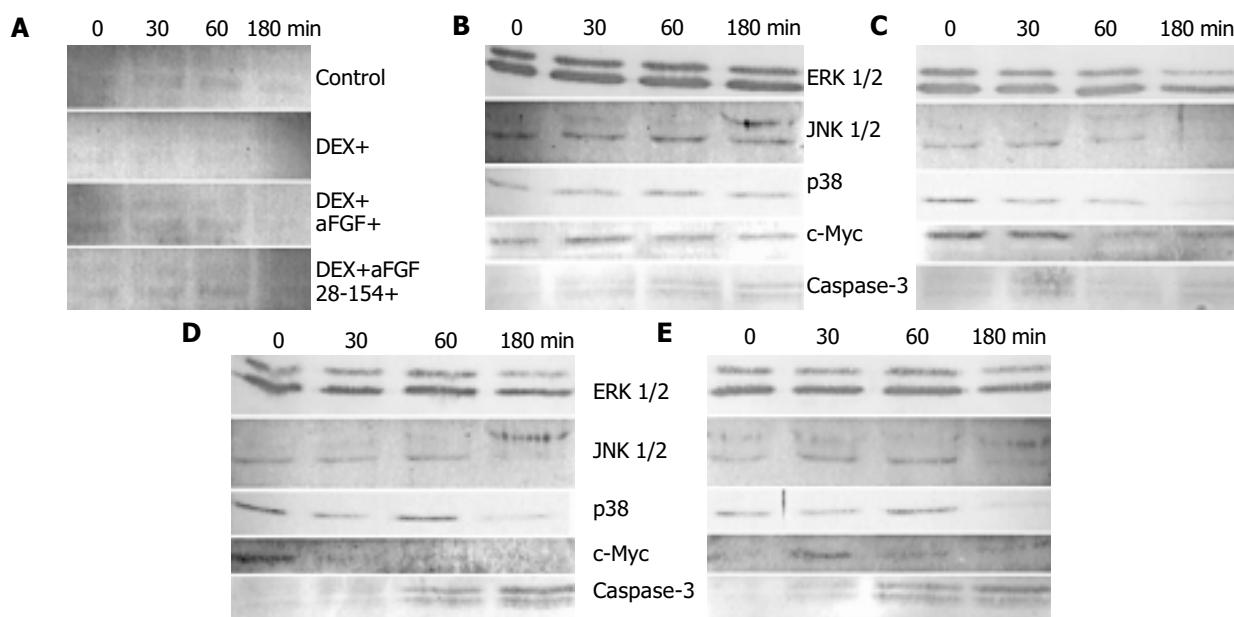 A
0 30 60 180 min
Control
DEX+
DEX+
aFGF+
DEX+aFGF
28-154+
B
0 30 60 180 min
C
0 30 60 180 min
ERK 1/2
JNK 1/2
p38
c-Myc
Caspase-3
D
0 30 60 180 min
E
0 30 60 180 min
ERK 1/2
JNK 1/2
p38
c-Myc
Caspase-3